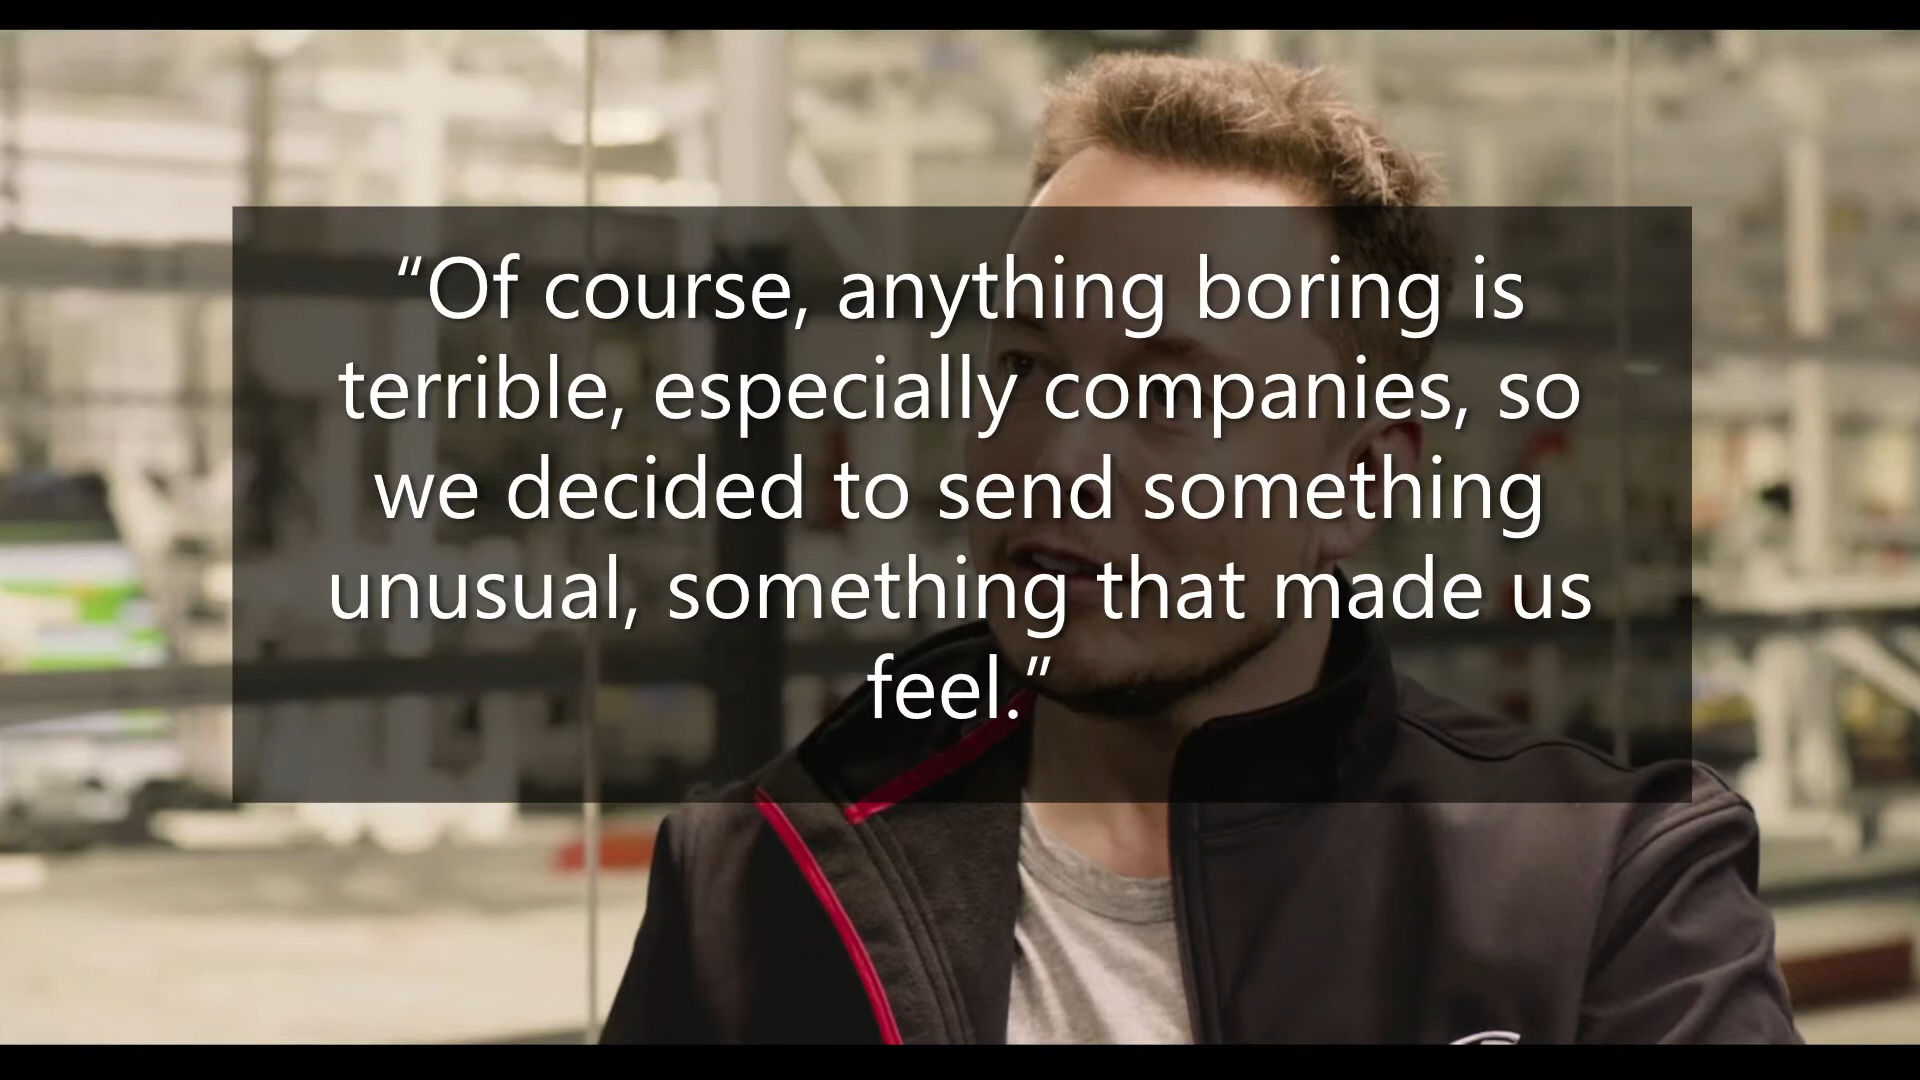 “Of course, anything boring is
terrible, especially companies, so
we decided to send something
unusual, something that made us
feel.”